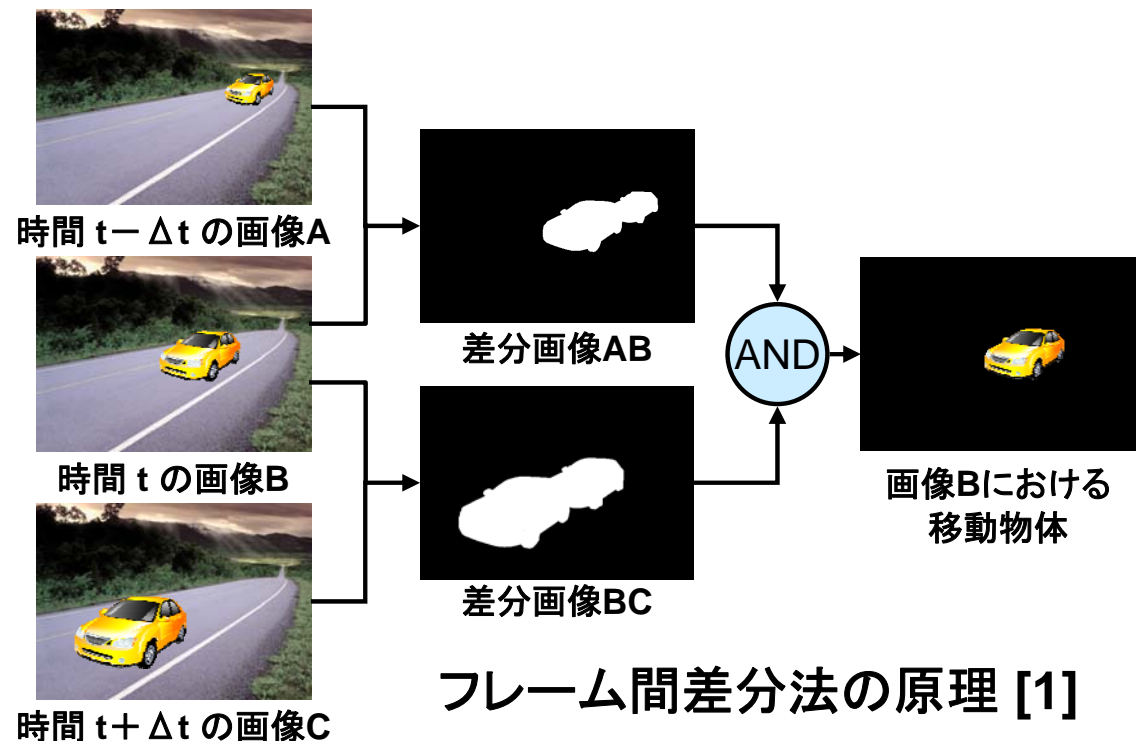 時間 t－Δt の画像A
時間 t の画像B
時間 t＋Δt の画像C
差分画像AB
差分画像BC
AND
画像Bにおける
移動物体
フレーム間差分法の原理 [1]